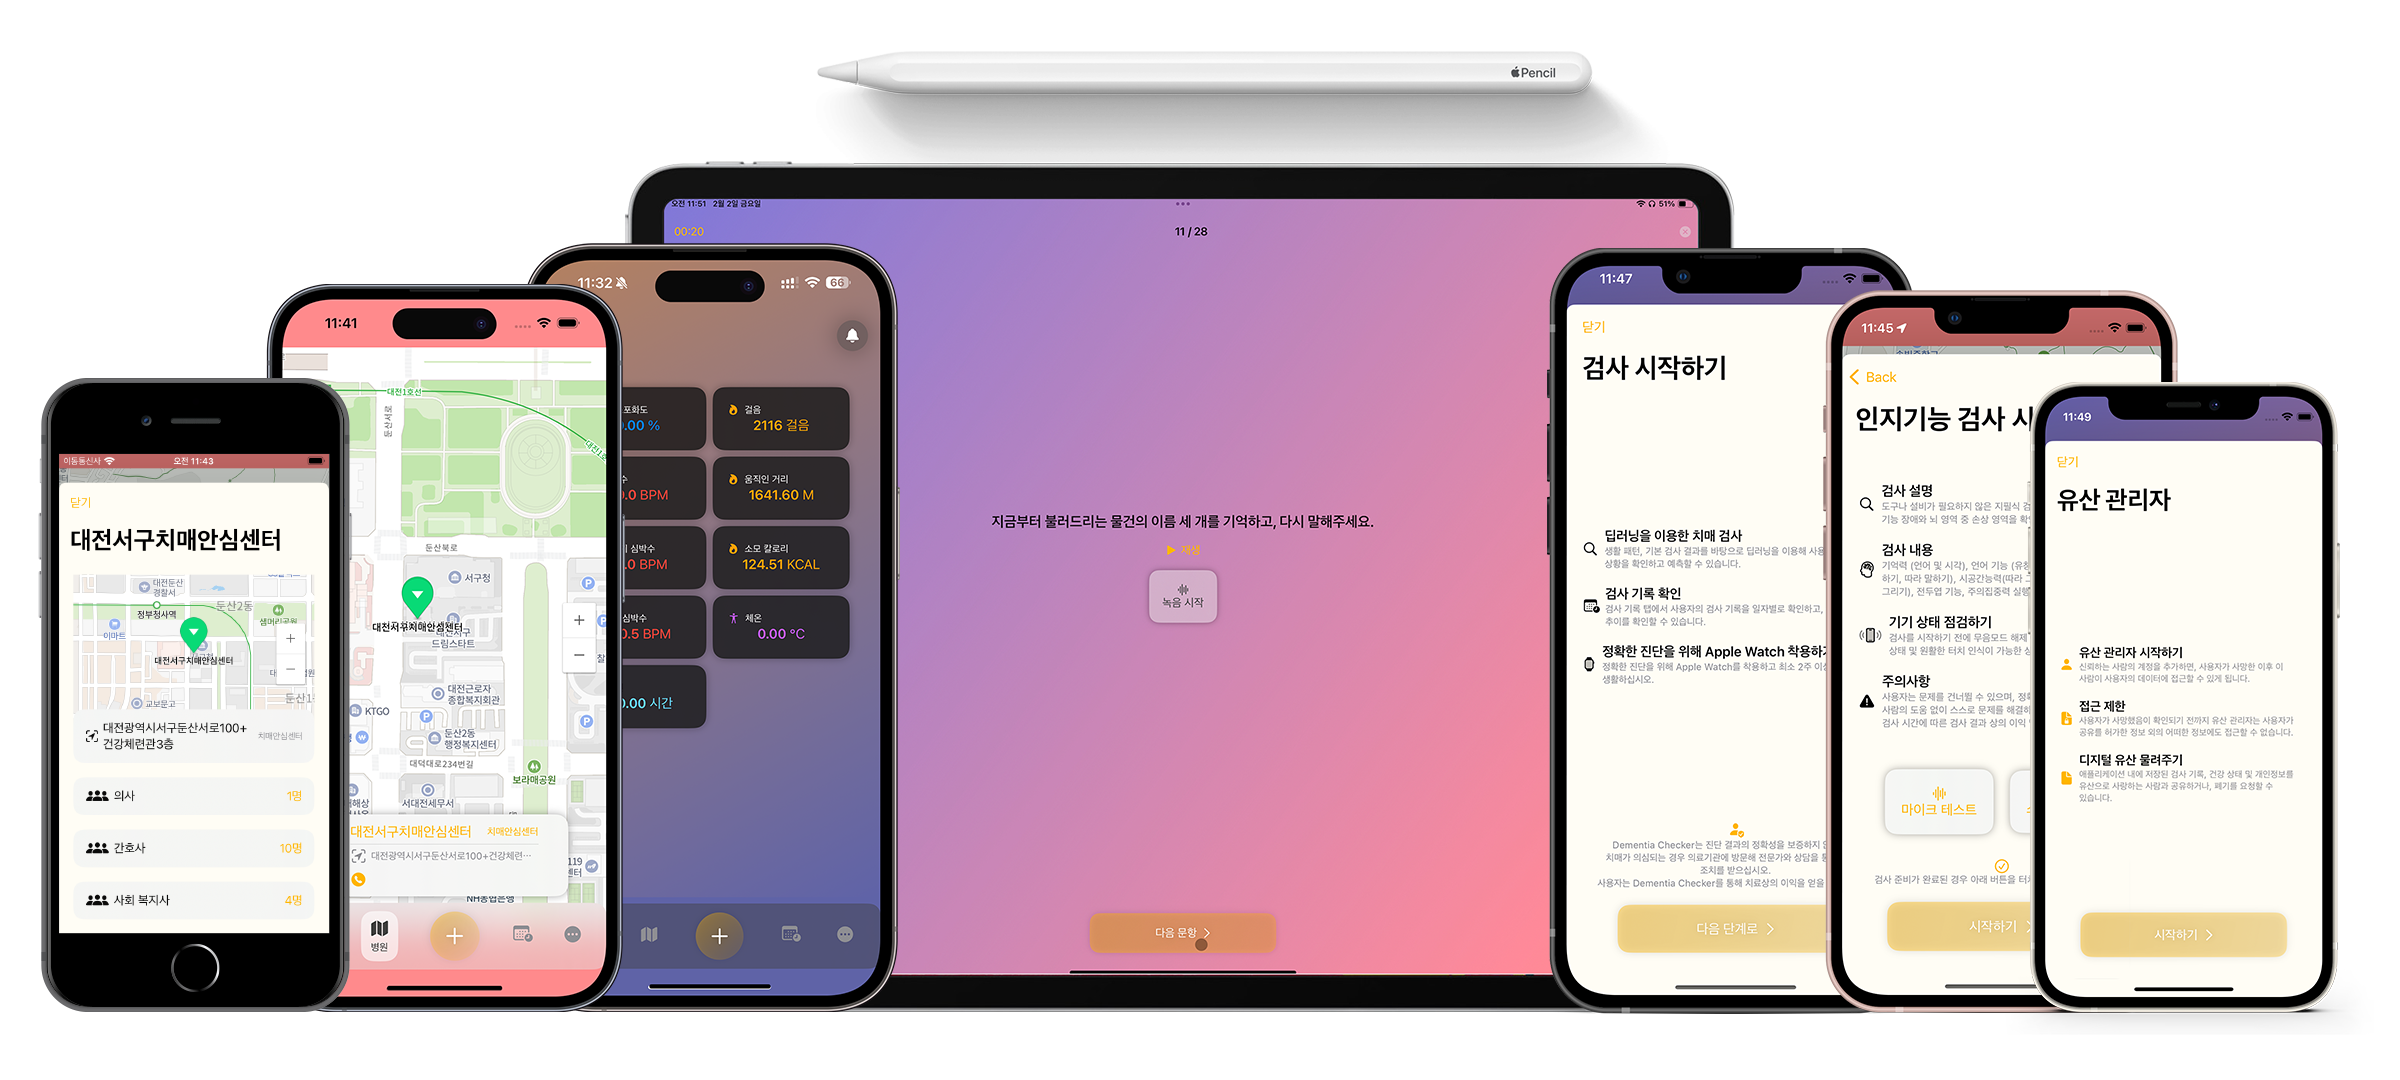 Pencil
오전 11:51 2월 2일 금요일
51%
00:20
11 / 28
지금부터 불러드리는 물건의 이름 세 개를 기억하고, 다시 말해주세요.
재생
녹음 시작
다음 문항
이동통신사
오전 11:43
닫기
대전서구치매안심센터
대전둔산
경찰서
정부청사역
둔산2동
이마트
샘머리공원
대전서구치매안심센터
교보문고
대전광역시서구둔산서로100+
건강체련관3층
치매안심센터
의사
1명
간호사
10명
사회 복지사
4명
11:41
대전1호선
둔산서로
둔산북로
서구청
대전서구치매안심센터
드림스타트
대전근로자
종합복지회관
KTGO
둔산2동
행정복지센터
대덕대로234번길
보라매공원
서대전세무서
대전서구치매안심센터
치매안심센터
대전광역시서구둔산서로100+건강체련…
119
센터
NH농협은행
병원
11:32
66
포화도
.00 %
걸음
2116 걸음
수
.0 BPM
움직인 거리
1641.60 M
심박수
.0 BPM
소모 칼로리
124.51 KCAL
심박수
0.5 BPM
체온
0.00 °C
.00 시간
11:47
닫기
검사 시작하기
딥러닝을 이용한 치매 검사
생활 패턴, 기본 검사 결과를 바탕으로 딥러닝을 이용해 사용
상황을 확인하고 예측할 수 있습니다.
검사 기록 확인
검사 기록 탭에서 사용자의 검사 기록을 일자별로 확인하고,
추이를 확인할 수 있습니다.
정확한 진단을 위해 Apple Watch 착용하기
정확한 진단을 위해 Apple Watch를 착용하고 최소 2주 이상
생활하십시오.
Dementia Checker는 진단 결과의 정확성을 보증하지 않
치매가 의심되는 경우 의료기관에 방문해 전문가와 상담을 통
조치를 받으십시오.
사용자는 Dementia Checker를 통해 치료상의 이익을 얻을
다음 단계로
11:45
Back
인지기능 검사 시
검사 설명
도구나 설비가 필요하지 않은 지필식 검
기능 장애와 뇌 영역 중 손상 영역을 확
검사 내용
기억력 (언어 및 시각), 언어 기능 (유창
하기, 따라 말하기), 시공간능력(따라 그
그리기), 전두엽 기능, 주의집중력 실행
기기 상태 점검하기
검사를 시작하기 전에 무음모드 해제
상태 및 원활한 터치 인식이 가능한 상
주의사항
사용자는 문제를 건너뛸 수 있으며, 정확
사람의 도움 없이 스스로 문제를 해결하
검사 시간에 따른 검사 결과 상의 이익
마이크 테스트
검사 준비가 완료된 경우 아래 버튼을 터치
시작하기
11:49
닫기
유산 관리자
유산 관리자 시작하기
신뢰하는 사람의 계정을 추가하면, 사용자가 사망한 이후 이
사람이 사용자의 데이터에 접근할 수 있게 됩니다.
접근 제한
사용자가 사망했음이 확인되기 전까지 유산 관리자는 사용자가
공유를 허가한 정보 외의 어떠한 정보에도 접근할 수 없습니다.
디지털 유산 물려주기
애플리케이션 내에 저장된 검사 기록, 건강 상태 및 개인정보를
유산으로 사랑하는 사람과 공유하거나, 폐기를 요청할 수
있습니다.
시작하기